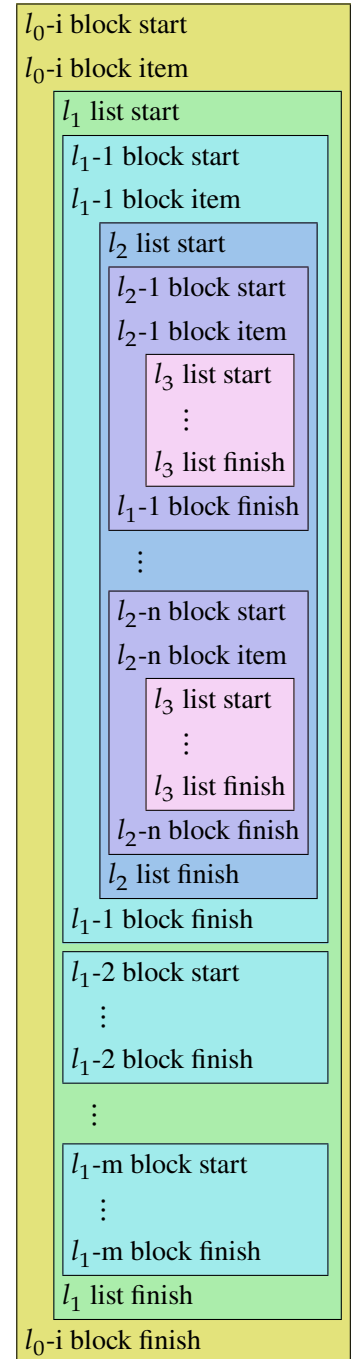 l₀-i block start
l₀-i block item
l₁ list start
l₁-1 block start
l₁-1 block item
l₂ list start
l₂-1 block start
l₂-1 block item
l₃ list start
⋮
l₃ list finish
l₁-1 block finish
⋮
l₂-n block start
l₂-n block item
l₃ list start
⋮
l₃ list finish
l₂-n block finish
l₂ list finish
l₁-1 block finish
l₁-2 block start
⋮
l₁-2 block finish
⋮
l₁-m block start
⋮
l₁-m block finish
l₁ list finish
l₀-i block finish